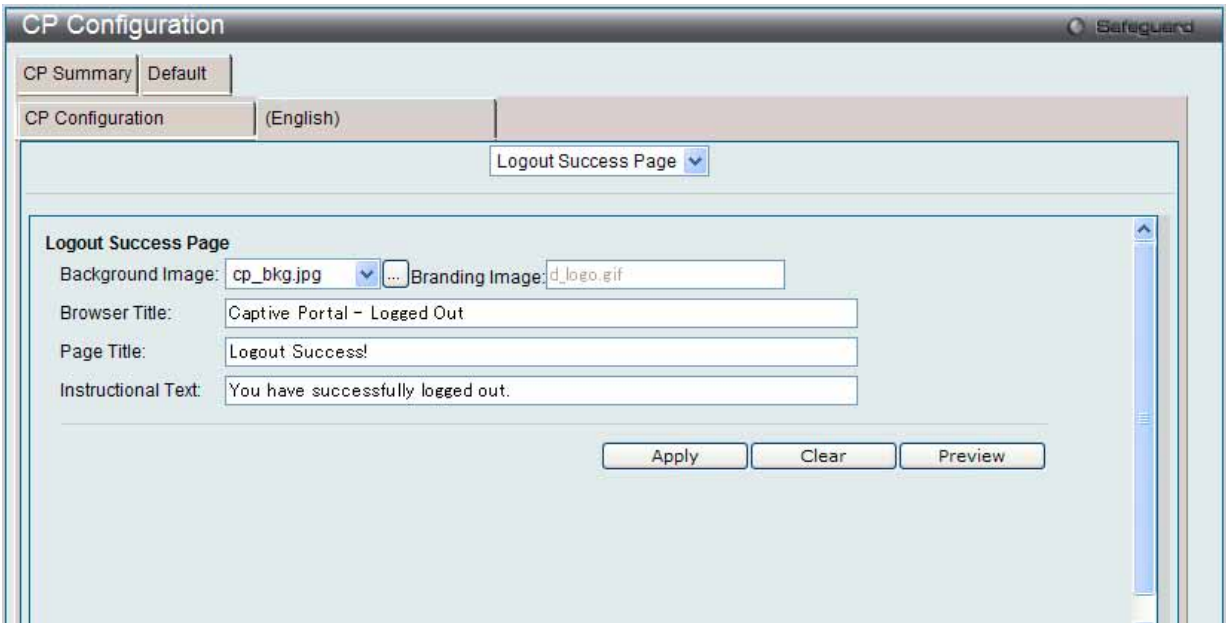 CP Configuration
Safeguard
CP Summary
Default
CP Configuration
(English)
Logout Success Page
Logout Success Page
Background Image: cp_bkg.jpg ... Branding Image: d_logo.gif
Browser Title: Captive Portal - Logged Out
Page Title: Logout Success!
Instructional Text: You have successfully logged out.
Apply
Clear
Preview